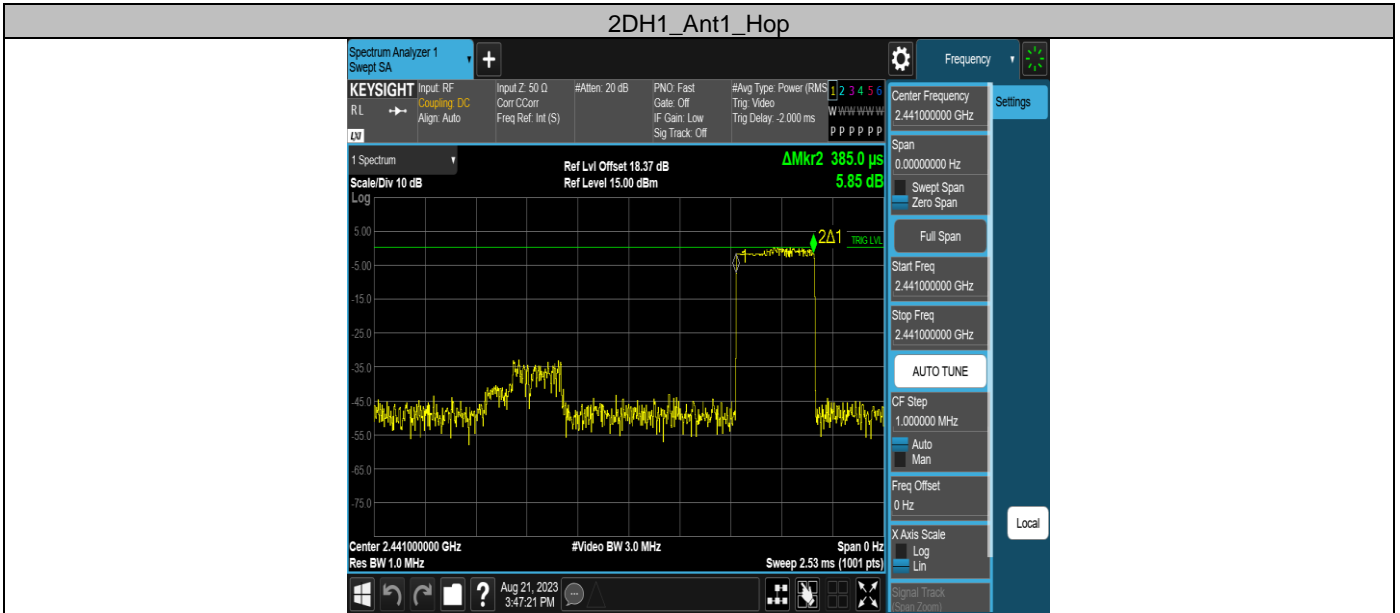 2DH1_Ant1_Hop
Spectrum Analyzer 1
Swept SA
Frequency
KEYSIGHT
RL
LXI
Input: RF
Coupling: DC
Align: Auto
Input Z: 50 Ω
Corr CCorr
Freq Ref: Int (S)
#Atten: 20 dB
PNO: Fast
Gate: Off
IF Gain: Low
Sig Track: Off
#Avg Type: Power (RMS
Trig: Video
Trig Delay: -2.000 ms
1 2 3 4 5 6
W W W W W W
P P P P P P
1 Spectrum
Scale/Div 10 dB
Log
Ref Lvl Offset 18.37 dB
Ref Level 15.00 dBm
ΔMkr2 385.0 µs
5.85 dB
5.00
-5.00
-15.0
-25.0
-35.0
-45.0
-55.0
-65.0
-75.0
2Δ1
TRIG LVL
Center 2.441000000 GHz
Res BW 1.0 MHz
#Video BW 3.0 MHz
Span 0 Hz
Sweep 2.53 ms (1001 pts)
Center Frequency
2.441000000 GHz
Span
0.00000000 Hz
Swept Span
Zero Span
Full Span
Start Freq
2.441000000 GHz
Stop Freq
2.441000000 GHz
AUTO TUNE
CF Step
1.000000 MHz
Auto
Man
Freq Offset
0 Hz
X Axis Scale
Log
Lin
Signal Track
(Span Zoom)
Settings
Local
?
Aug 21, 2023
3:47:21 PM